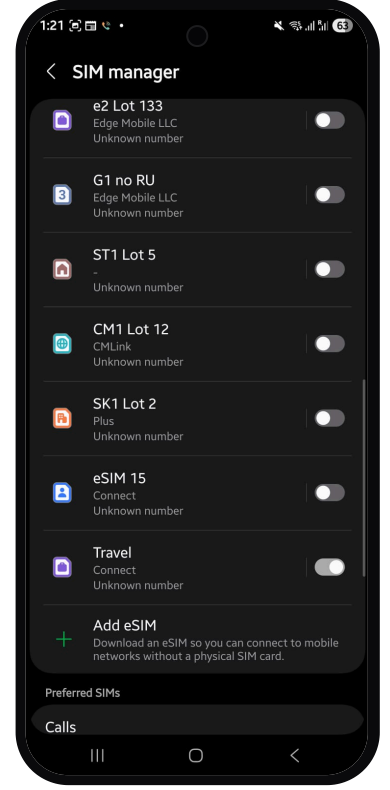 1:21
63
SIM manager
e2 Lot 133
Edge Mobile LLC
Unknown number
3
G1 no RU
Edge Mobile LLC
Unknown number
ST1 Lot 5
-
Unknown number
CM1 Lot 12
CMLink
Unknown number
SK1 Lot 2
Plus
Unknown number
eSIM 15
Connect
Unknown number
Travel
Connect
Unknown number
Add eSIM
Download an eSIM so you can connect to mobile
networks without a physical SIM card.
Preferred SIMs
Calls